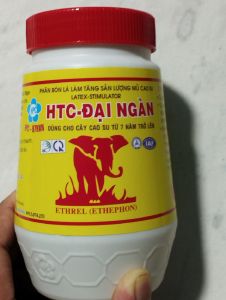 PHÂN BÓN LÁ LÀM TĂNG SẢN LƯỢNG MỦ CAO SU
LATEX-STIMULATOR
HTC-ĐẠI NGÀN
DÙNG CHO CÂY CAO SU TỪ 7 NĂM TRỞ LÊN
ETHREL (ETHEPHON)